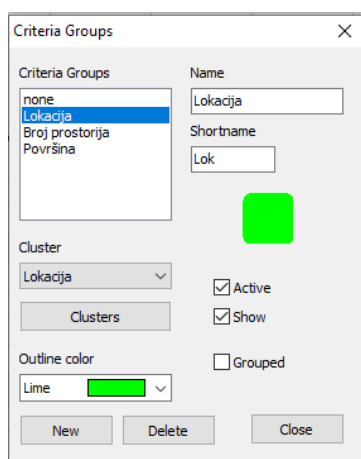 Criteria Groups
Criteria Groups
none
Lokacija
Broj prostorija
Površina
Name
Lokacija
Shortname
Lok
Cluster
Lokacija
Clusters
Active
Show
Outline color
Lime
Grouped
New
Delete
Close